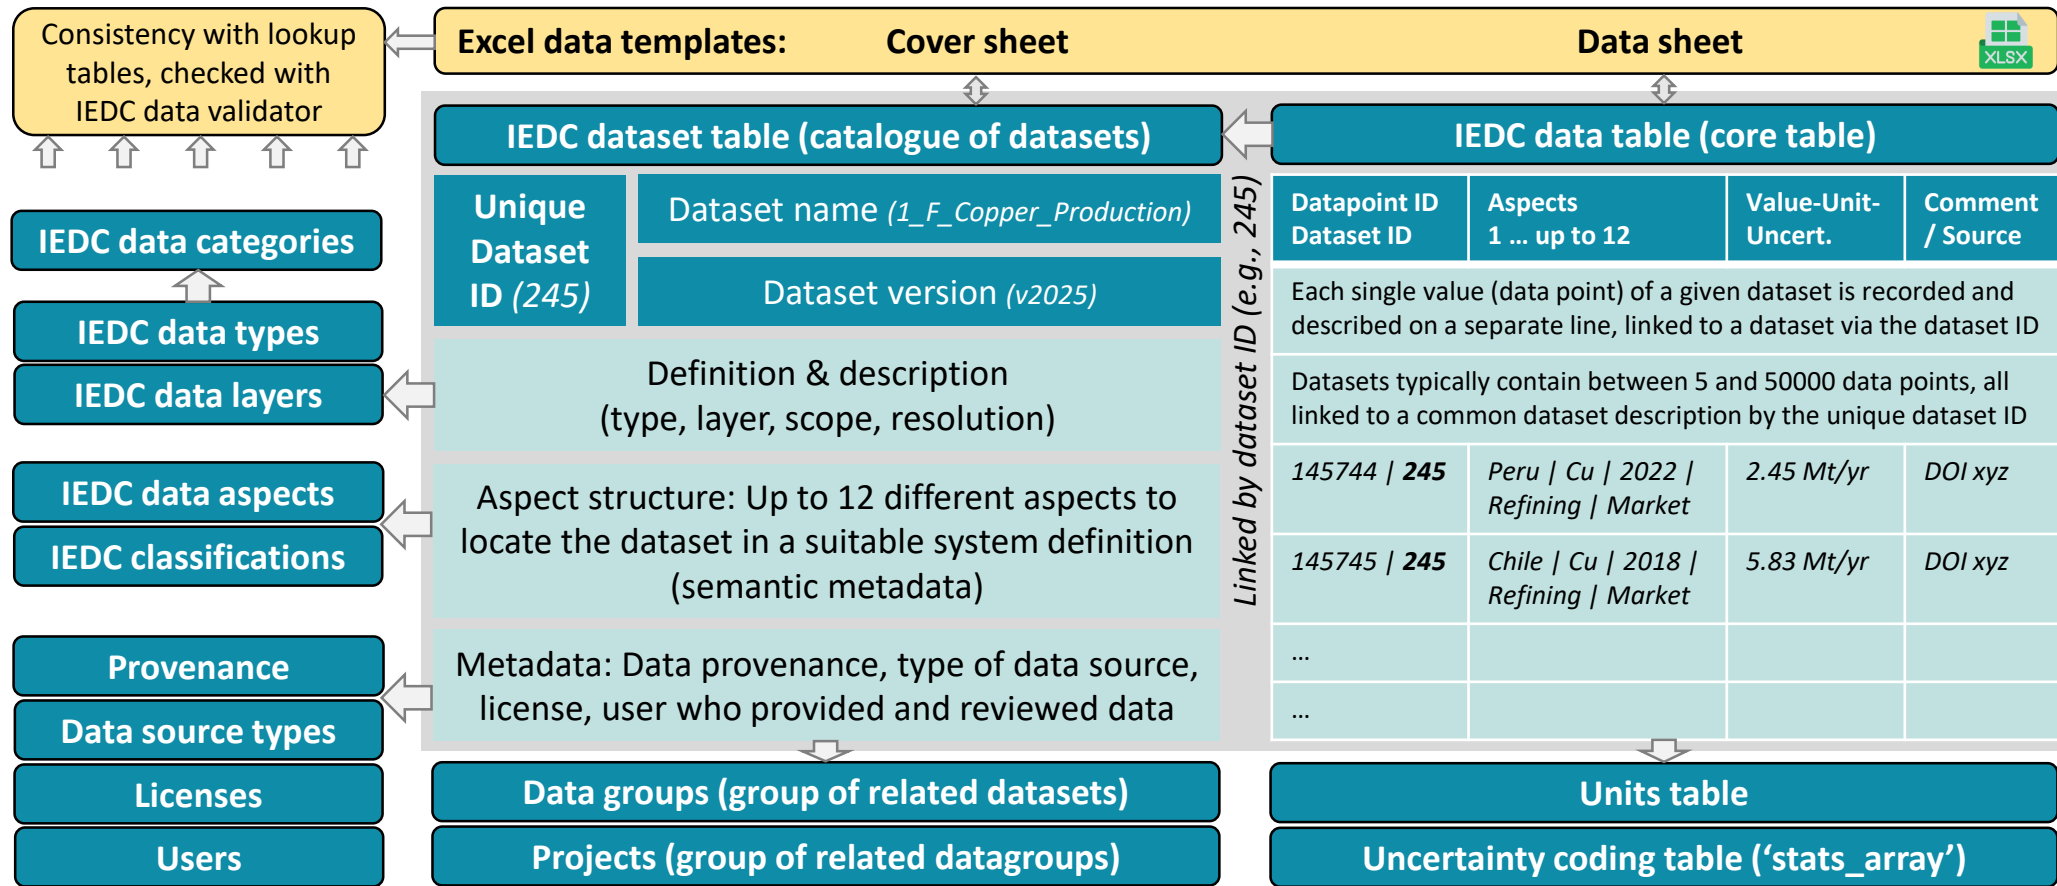 Consistency with lookup
tables, checked with
IEDC data validator
Excel data templates: Cover sheet Data sheet
XLSX
IEDC data categories
IEDC data types
IEDC data layers
IEDC data aspects
IEDC classifications
Provenance
Data source types
Licenses
Users
IEDC dataset table (catalogue of datasets)
Unique
Dataset
ID (245)
Dataset name (1_F_Copper_Production)
Dataset version (v2025)
Definition & description
(type, layer, scope, resolution)
Aspect structure: Up to 12 different aspects to
locate the dataset in a suitable system definition
(semantic metadata)
Metadata: Data provenance, type of data source,
license, user who provided and reviewed data
Data groups (group of related datasets)
Projects (group of related datagroups)
Linked by dataset ID (e.g., 245)
IEDC data table (core table)
Datapoint ID
Dataset ID
Aspects
1 ... up to 12
Value-Unit-
Uncert.
Comment
/ Source
Each single value (data point) of a given dataset is recorded and
described on a separate line, linked to a dataset via the dataset ID
Datasets typically contain between 5 and 50000 data points, all
linked to a common dataset description by the unique dataset ID
145744 | 245
Peru | Cu | 2022 |
Refining | Market
2.45 Mt/yr
DOI xyz
145745 | 245
Chile | Cu | 2018 |
Refining | Market
5.83 Mt/yr
DOI xyz
...
...
Units table
Uncertainty coding table (‘stats_array’)